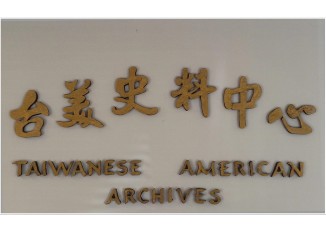 台美史料中心
TAIWANESE AMERICAN
ARCHIVES